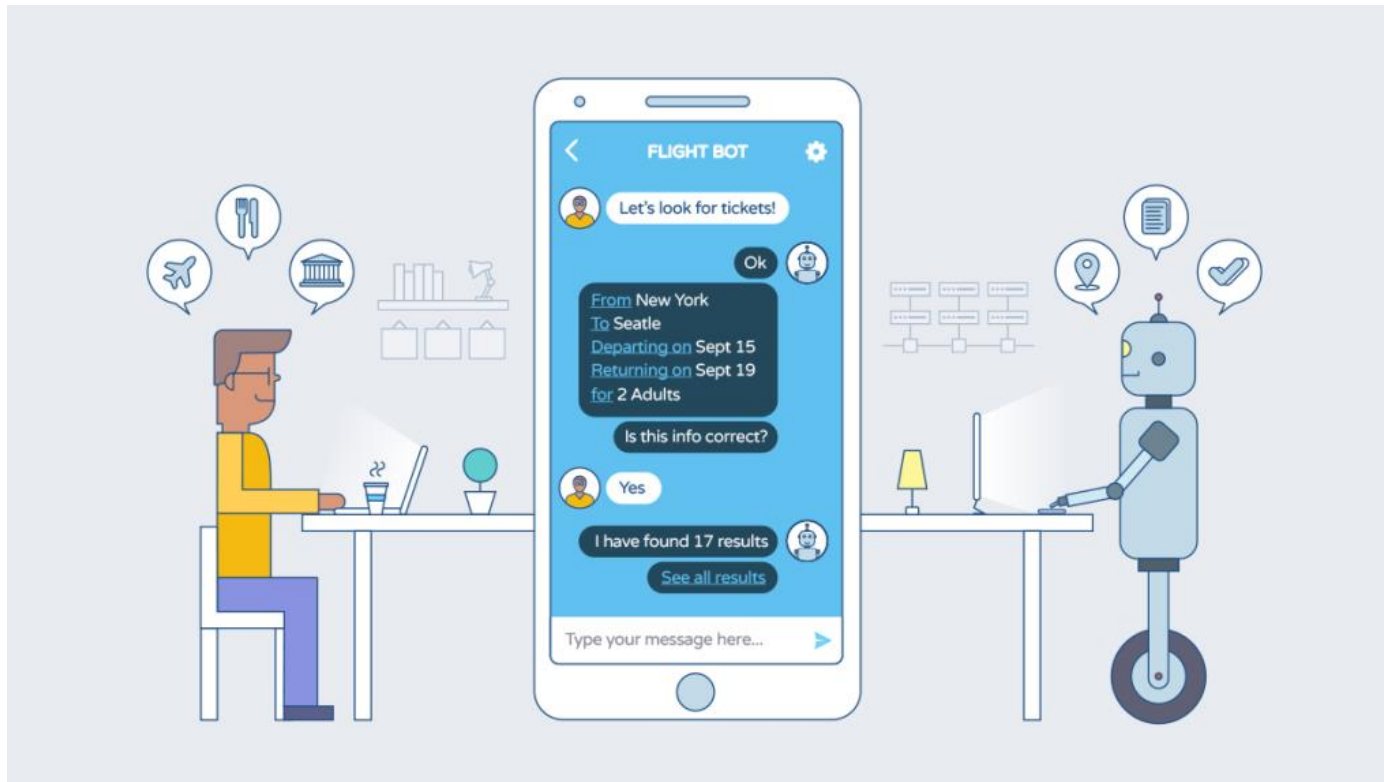 FLIGHT BOT
Let's look for tickets!
Ok
From New York
To Seatle
Departing on Sept 15
Returning on Sept 19
for 2 Adults
Is this info correct?
Yes
I have found 17 results
See all results
Type your message here...